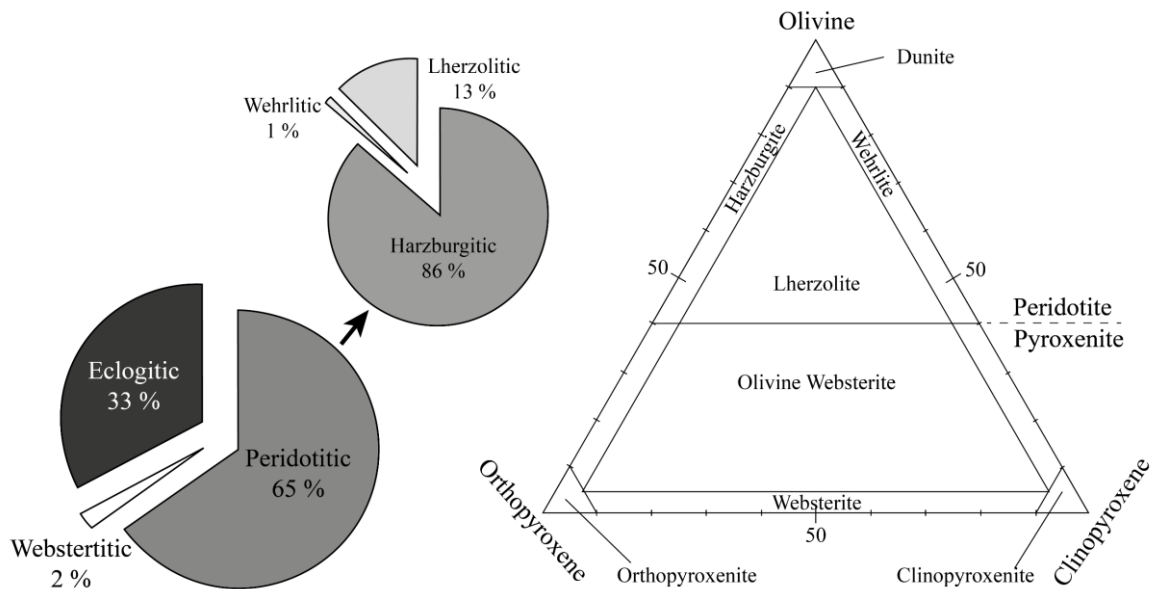 Lherzolitic
13 %
Wehrlitic
1 %
Harzburgitic
86 %
Eclogitic
33 %
Peridotitic
65 %
Webstertitic
2 %
Olivine
Dunite
Harzburgite
Wehrlite
50
50
Lherzolite
Peridotite
Pyroxenite
Olivine Websterite
Orthopyroxene
Websterite
Clinopyroxene
50
Orthopyroxenite
Clinopyroxenite